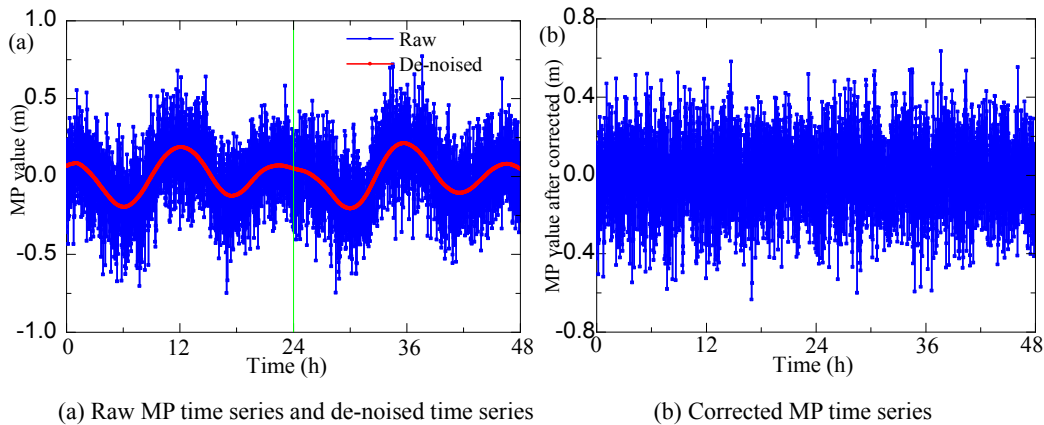 (a)
MP value (m)
1.0
0.5
0.0
-0.5
-1.0
Raw
De-noised
0 12 24 36 48
Time (h)
(b)
MP value after corrected (m)
0.8
0.4
0.0
-0.4
-0.8
0 12 24 36 48
Time (h)
(a) Raw MP time series and de-noised time series
(b) Corrected MP time series